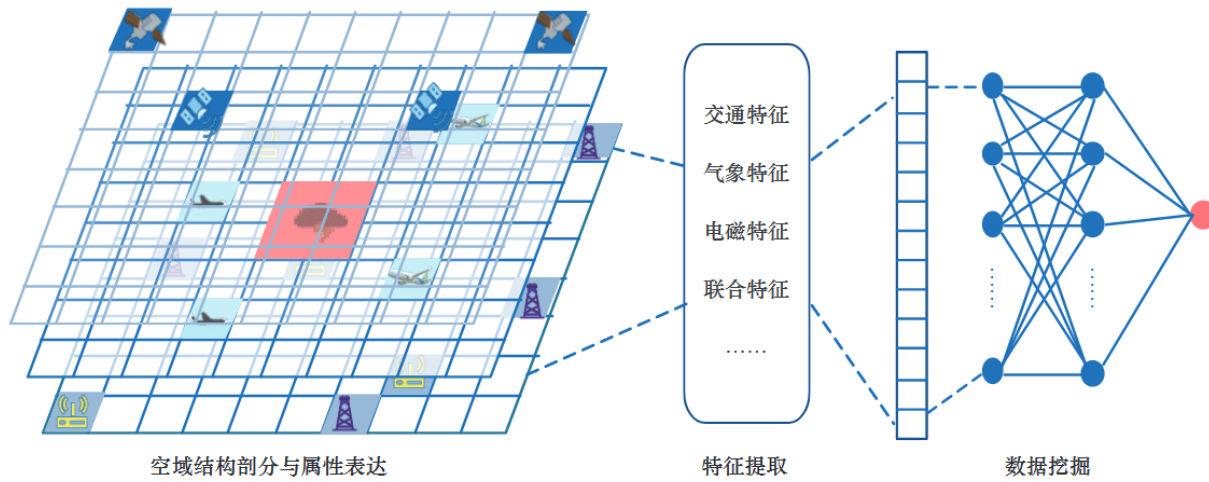 交通特征
气象特征
电磁特征
联合特征
……
空域结构剖分与属性表达
特征提取
数据挖掘